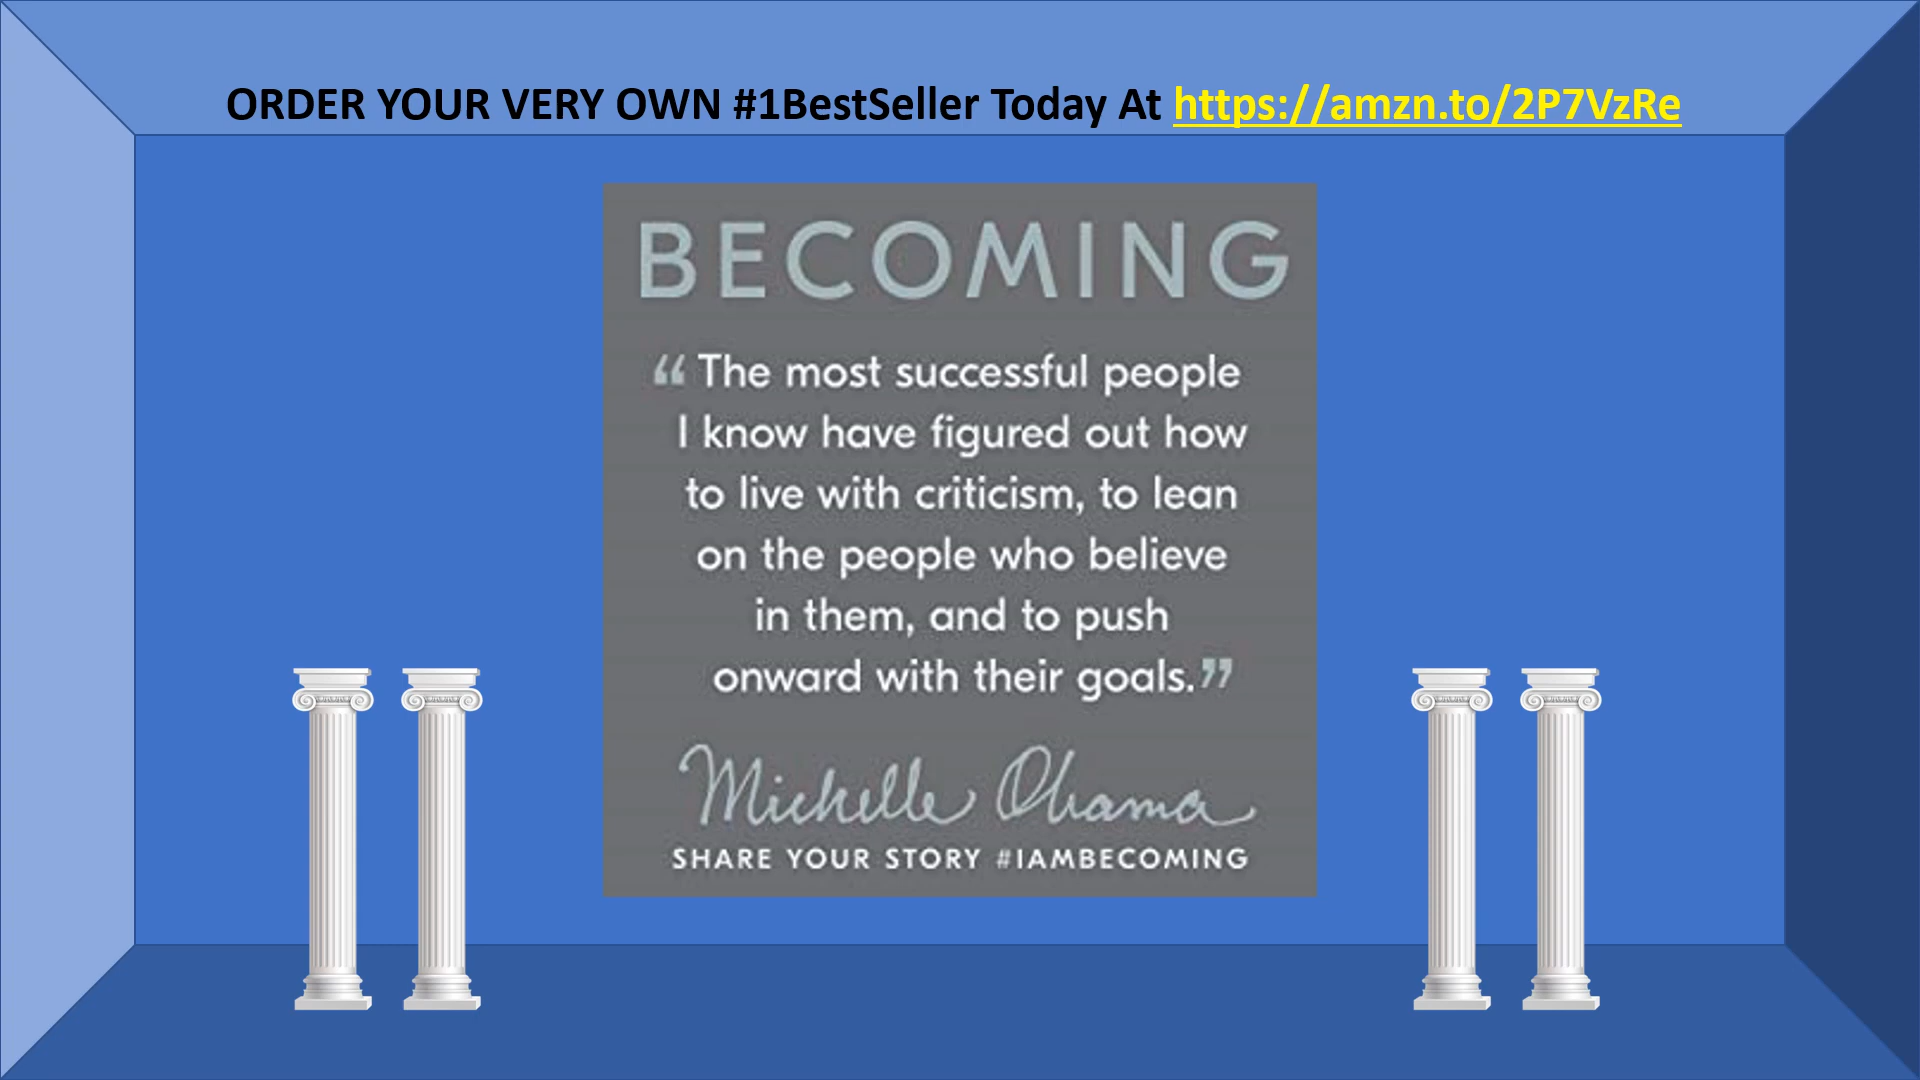 ORDER YOUR VERY OWN #1BestSeller Today At https://amzn.to/2P7VzRe
BECOMING
“The most successful people
I know have figured out how
to live with criticism, to lean
on the people who believe
in them, and to push
onward with their goals.”
Michelle Obama
SHARE YOUR STORY #IAMBECOMING